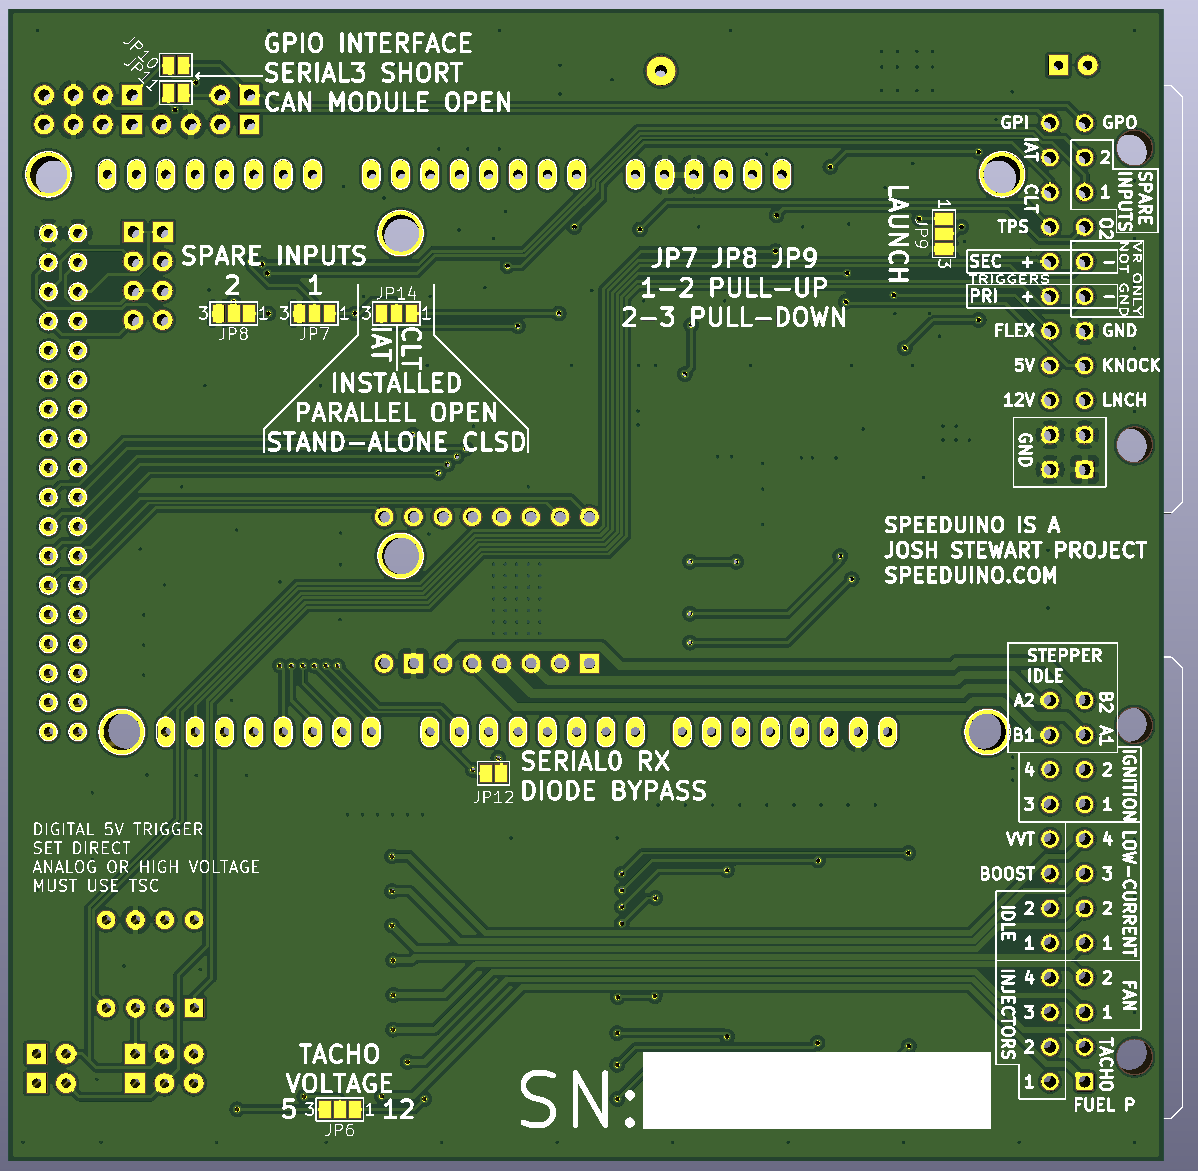 JP10
JP11
GPIO INTERFACE
SERIAL3 SHORT
CAN MODULE OPEN
GPI GPO
IAT 2
CLT 1
SPARE
INPUTS
TPS O2
LAUNCH
1
JP9
3
SEC + -
TRIGGERS
PRI + -
VR ONLY
NOT GND
FLEX GND
5V KNOCK
12V LNCH
GND
SPARE INPUTS
2 1
3 1
JP8
3 1
JP7
JP14
3 1
IAT CLT
INSTALLED
PARALLEL OPEN
STAND-ALONE CLSD
JP7 JP8 JP9
1-2 PULL-UP
2-3 PULL-DOWN
SPEEDUINO IS A
JOSH STEWART PROJECT
SPEEDUINO.COM
STEPPER
IDLE
A2 B2
B1 A1
4 2
3 1
IGNITION
VVT 4
BOOST 3
2 2
1 1
IDLE
LOW-CURRENT
4 2
3 1
FAN
2
1
INJECTORS
TACHO
FUEL P
SERIAL0 RX
DIODE BYPASS
JP12
DIGITAL 5V TRIGGER
SET DIRECT
ANALOG OR HIGH VOLTAGE
MUST USE TSC
TACHO
VOLTAGE
5 3 1 12
JP6
SN: